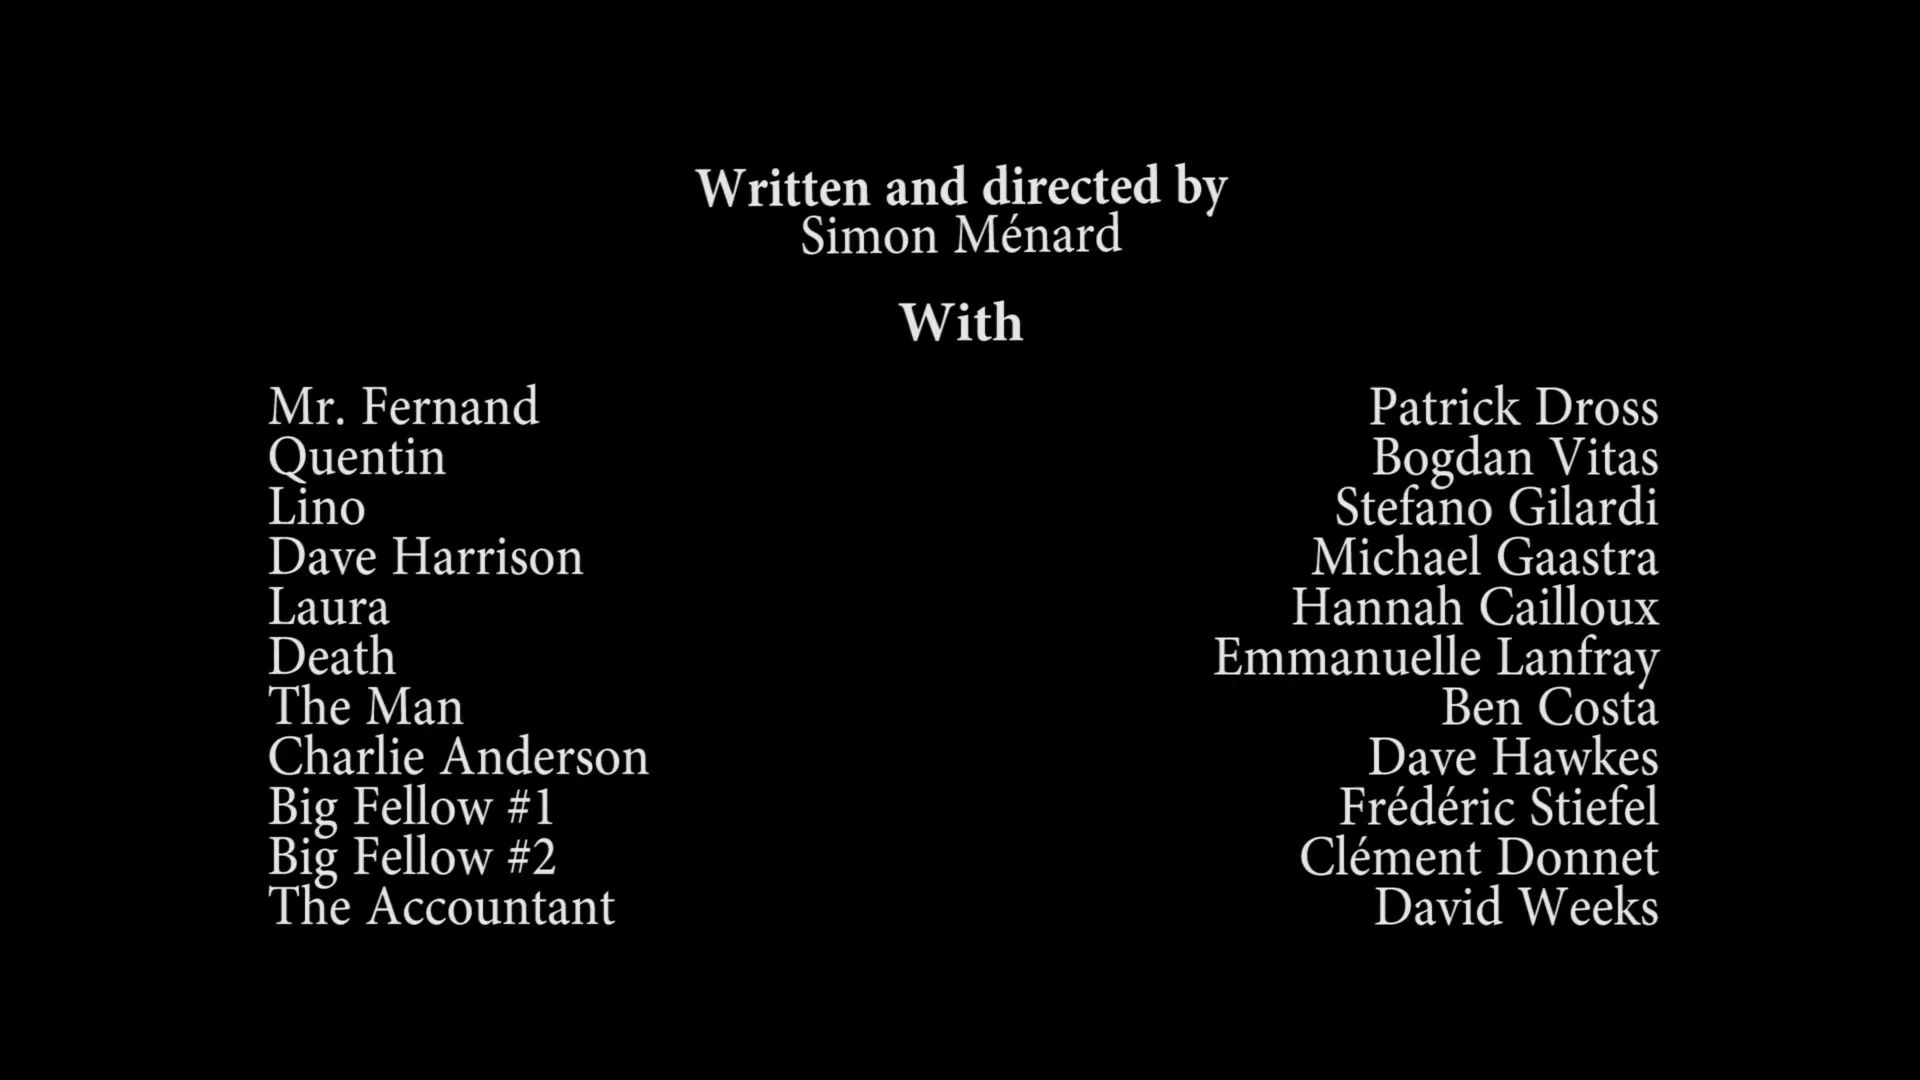 Written and directed by
Simon Ménard
With
Mr. Fernand Patrick Dross
Quentin Bogdan Vitas
Lino Stefano Gilardi
Dave Harrison Michael Gaastra
Laura Hannah Cailloux
Death Emmanuelle Lanfray
The Man Ben Costa
Charlie Anderson Dave Hawkes
Big Fellow #1 Frédéric Stiefel
Big Fellow #2 Clément Donnet
The Accountant David Weeks